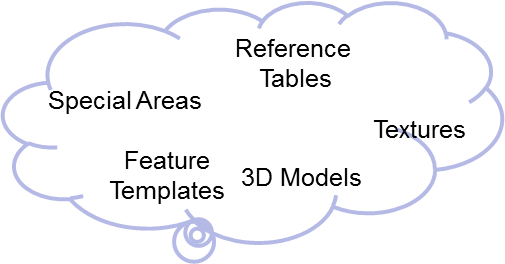 Reference
Tables
Special Areas
Textures
Feature
Templates
3D Models